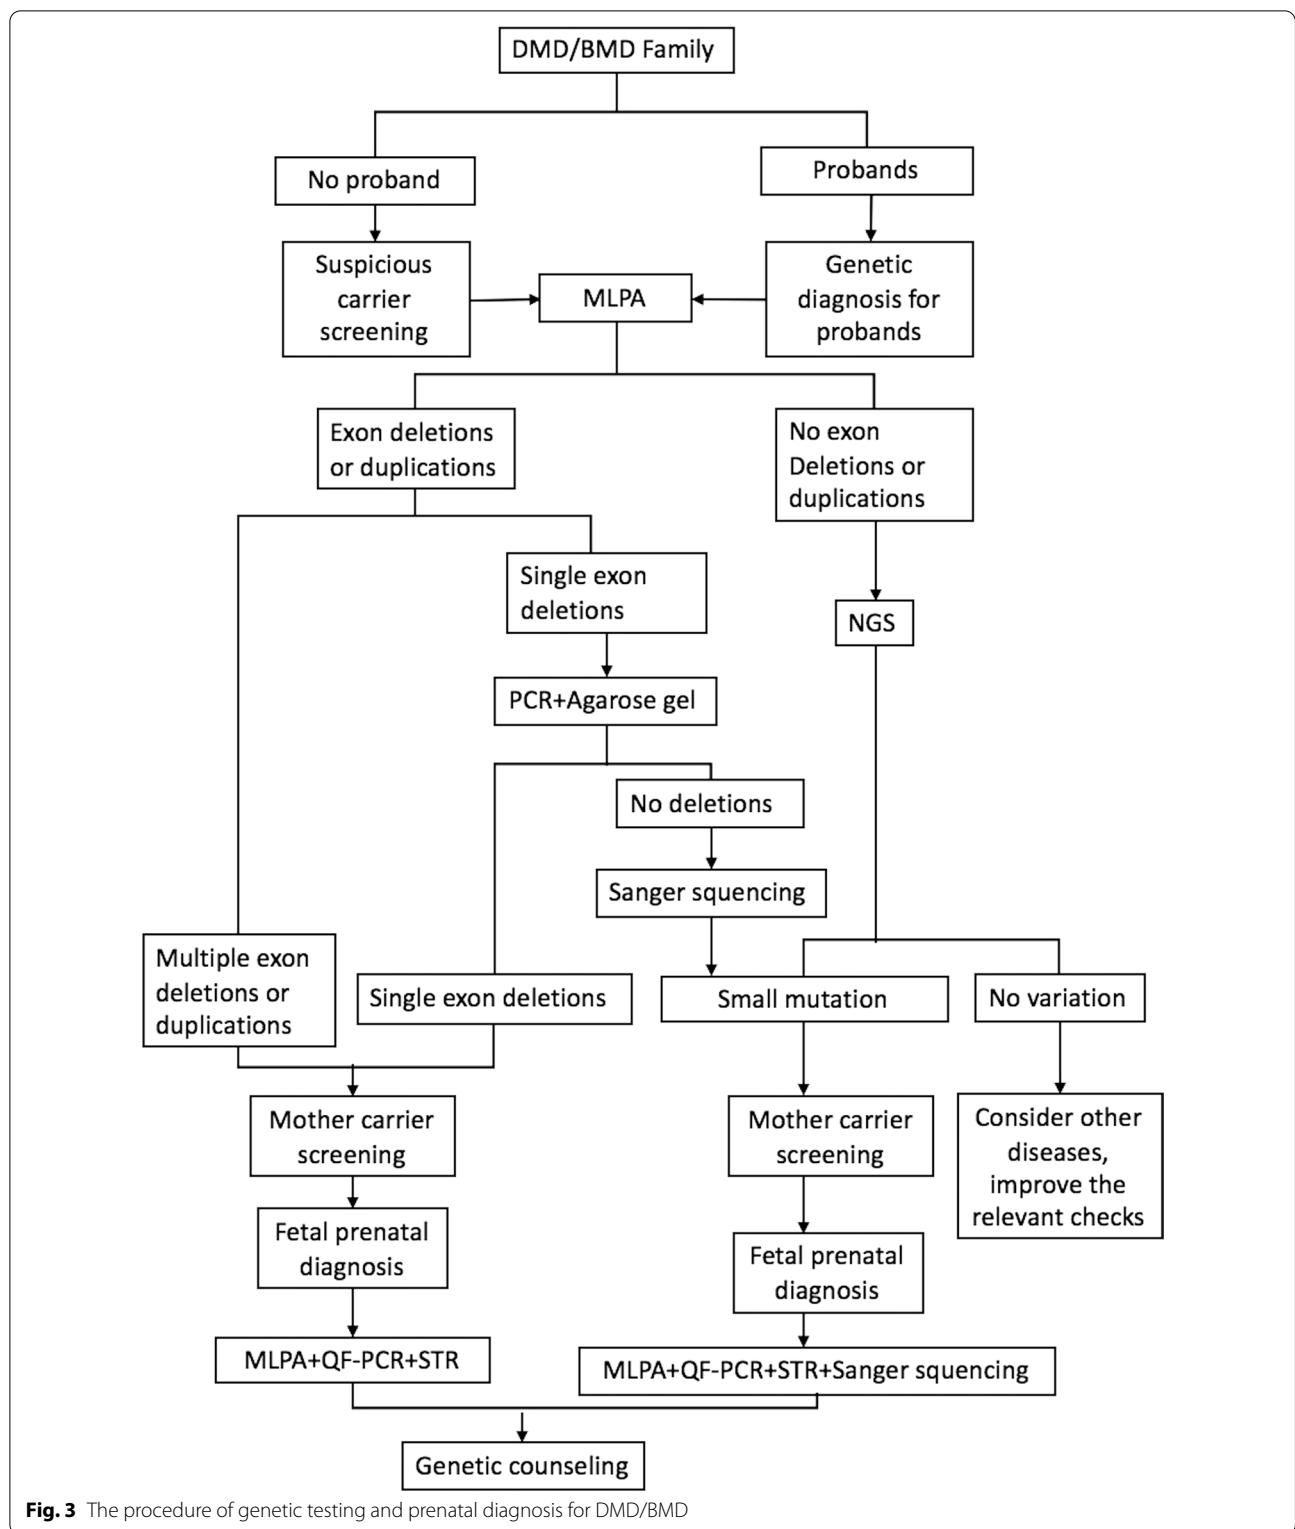 DMD/BMD Family
No proband
Probands
Suspicious
carrier
screening
MLPA
Genetic
diagnosis for
probands
Exon deletions
or duplications
No exon
Deletions or
duplications
Single exon
deletions
NGS
PCR+Agarose gel
No deletions
Sanger squencing
Multiple exon
deletions or
duplications
Single exon deletions
Small mutation
No variation
Mother carrier
screening
Mother carrier
screening
Consider other
diseases,
improve the
relevant checks
Fetal prenatal
diagnosis
Fetal prenatal
diagnosis
MLPA+QF-PCR+STR
MLPA+QF-PCR+STR+Sanger squencing
Genetic counseling
Fig. 3 The procedure of genetic testing and prenatal diagnosis for DMD/BMD